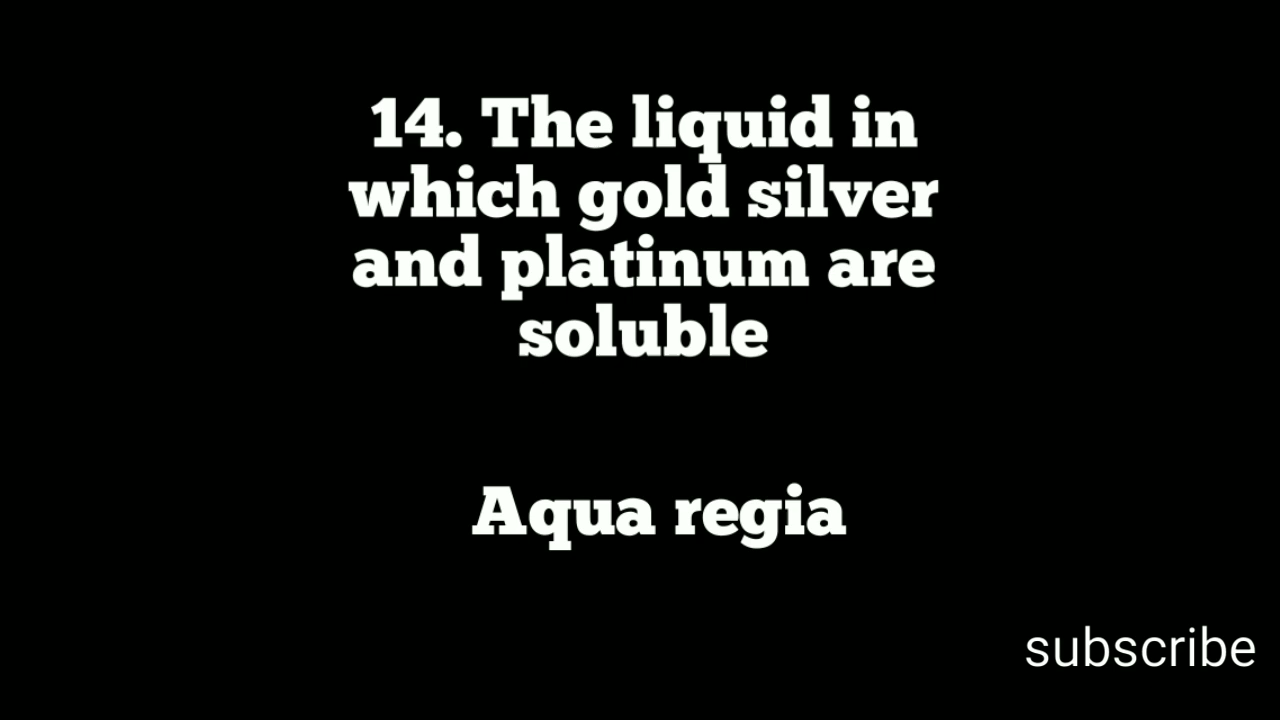 14. The liquid in
which gold silver
and platinum are
soluble
Aqua regia
subscribe